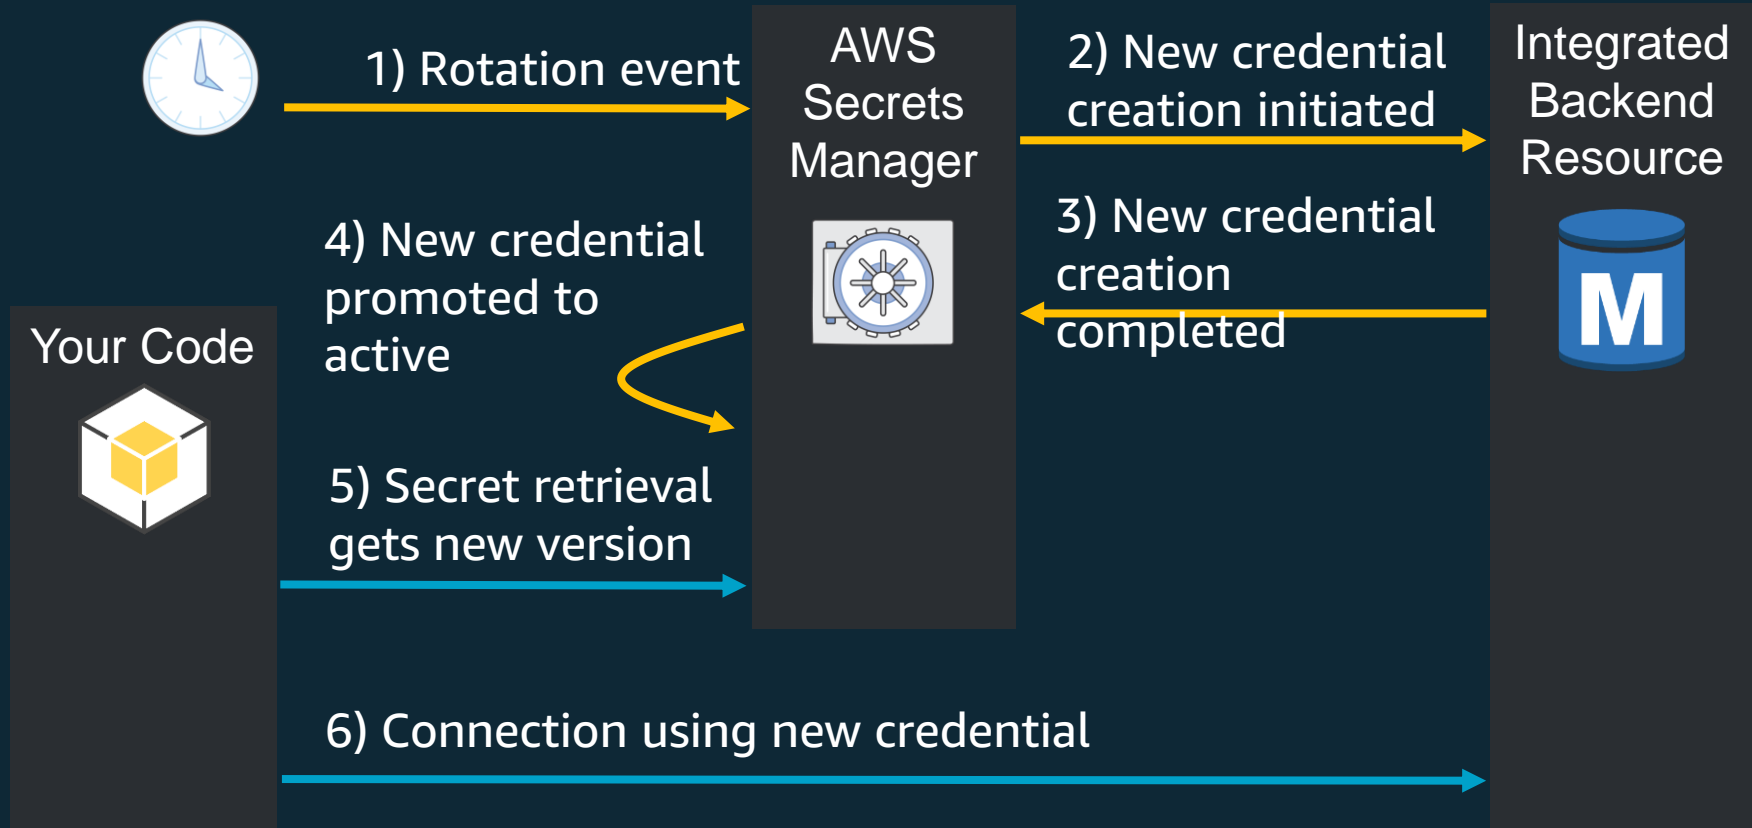 1) Rotation event
AWS
Secrets
Manager
2) New credential
creation initiated
Integrated
Backend
Resource
3) New credential
creation
completed
M
4) New credential
promoted to
active
Your Code
5) Secret retrieval
gets new version
6) Connection using new credential